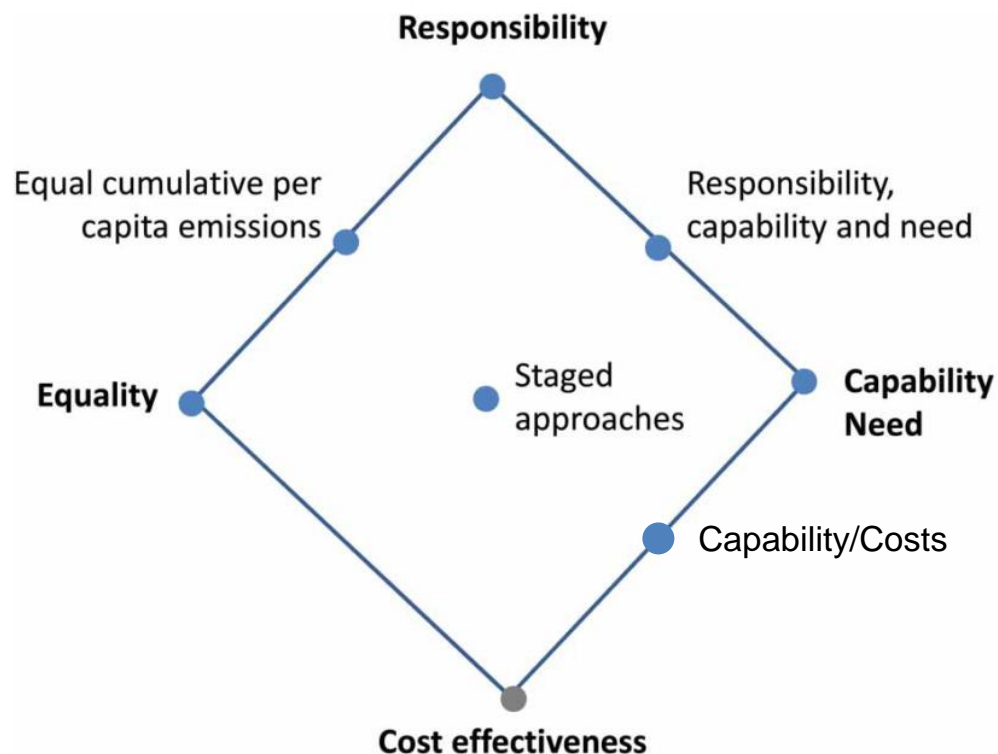 Responsibility
Equal cumulative per
capita emissions
Responsibility,
capability and need
Equality
Staged
approaches
Capability
Need
Capability/Costs
Cost effectiveness